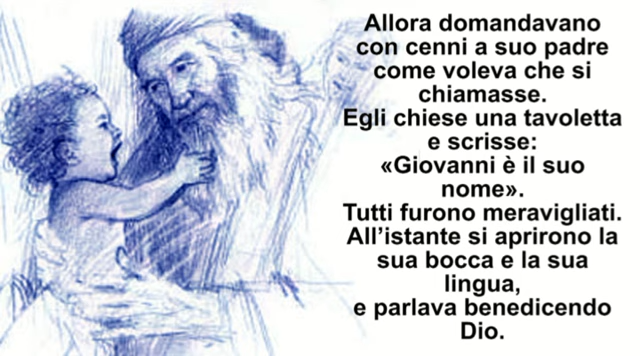 Allora domandavano
con cenni a suo padre
come voleva che si
chiamasse.
Egli chiese una tavoletta
e scrisse:
«Giovanni è il suo
nome».
Tutti furono meravigliati.
All’istante si aprirono la
sua bocca e la sua
lingua,
e parlava benedicendo
Dio.